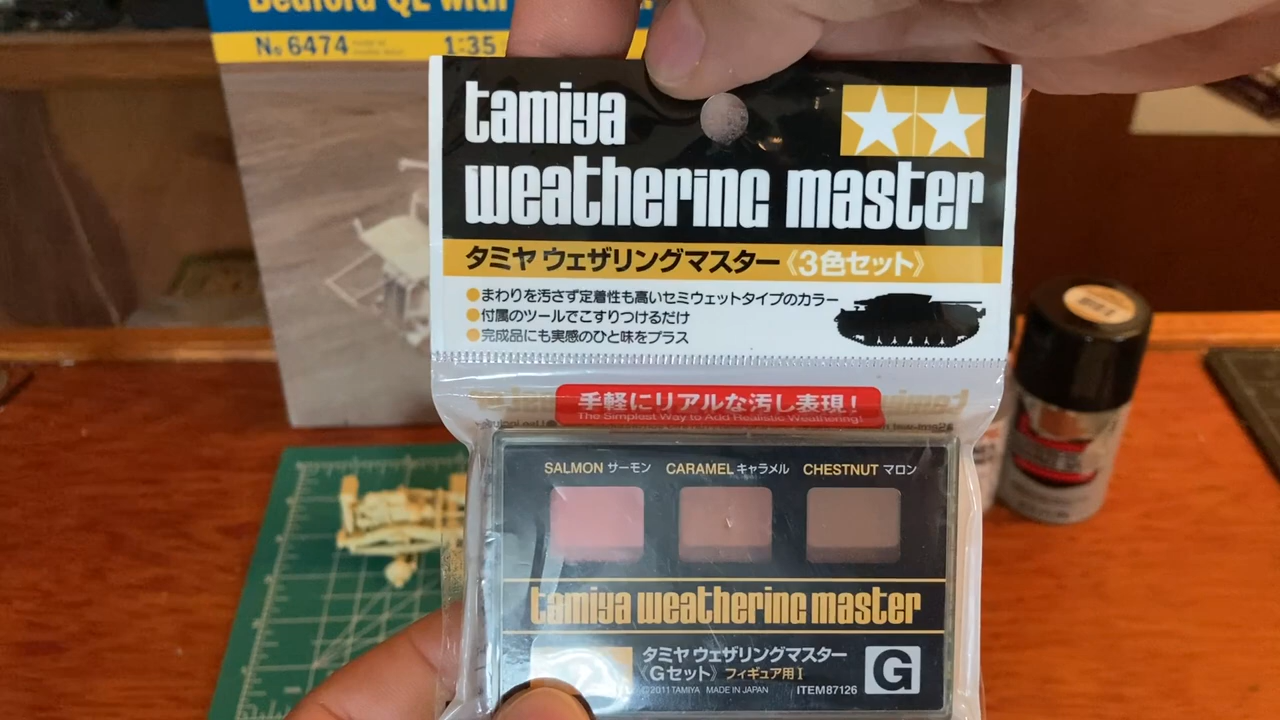 Bedford QL with
No 6474 1:35
tamiya
weathering master
タミヤ ウェザリングマスター《3色セット》
●まわりを汚さず定着性も高いセミウェットタイプのカラー
●付属のツールでこすりつけるだけ
●完成品にも実感のひと味をプラス
手軽にリアルな汚し表現!
The Simplest Way to Add Realistic Weathering!
SALMON サーモン CARAMEL キャラメル CHESTNUT マロン
tamiya weathering master
タミヤ ウェザリングマスター
《Gセット》 フィギュア用 I
©2011 TAMIYA MADE IN JAPAN ITEM 87126
G